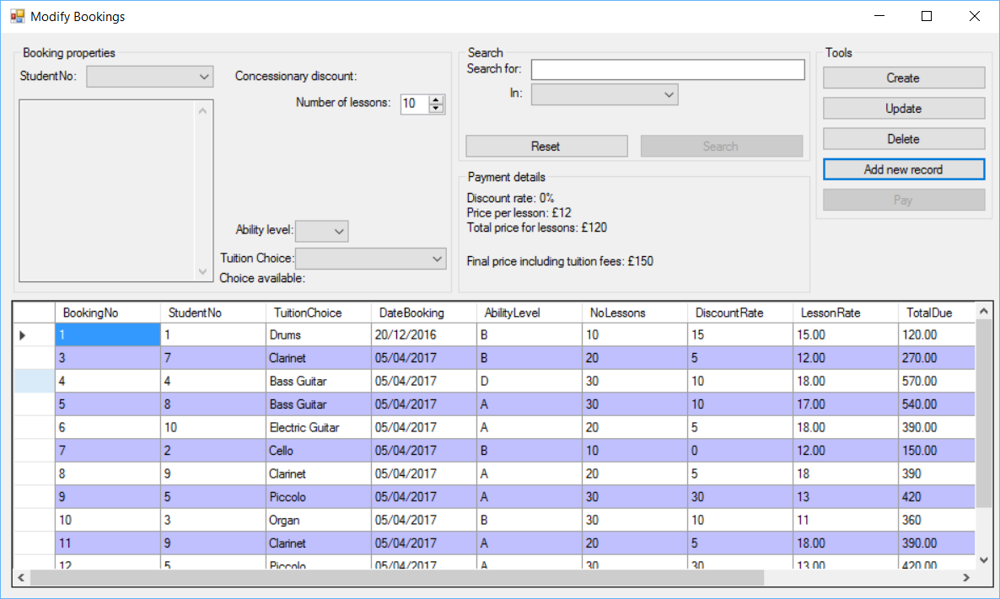 Modify Bookings
Booking properties
StudentNo:
Concessionary discount:
Number of lessons: 10
Ability level:
Tuition Choice:
Choice available:
Search
Search for:
In:
Reset Search
Payment details
Discount rate: 0%
Price per lesson: £12
Total price for lessons: £120
Final price including tuition fees: £150
Tools
Create
Update
Delete
Add new record
Pay
BookingNo StudentNo TuitionChoice DateBooking AbilityLevel NoLessons DiscountRate LessonRate TotalDue
1 1 Drums 20/12/2016 B 10 15 15.00 120.00
3 7 Clarinet 05/04/2017 B 20 5 12.00 270.00
4 4 Bass Guitar 05/04/2017 D 30 10 18.00 570.00
5 8 Bass Guitar 05/04/2017 A 30 10 17.00 540.00
6 10 Electric Guitar 05/04/2017 A 20 5 18.00 390.00
7 2 Cello 05/04/2017 B 10 0 12.00 150.00
8 9 Clarinet 05/04/2017 A 20 5 18 390
9 5 Piccolo 05/04/2017 A 30 30 13 420
10 3 Organ 05/04/2017 B 30 10 11 360
11 9 Clarinet 05/04/2017 A 20 5 18.00 390.00
12 5 Piccolo 05/04/2017 A 30 30 13.00 420.00